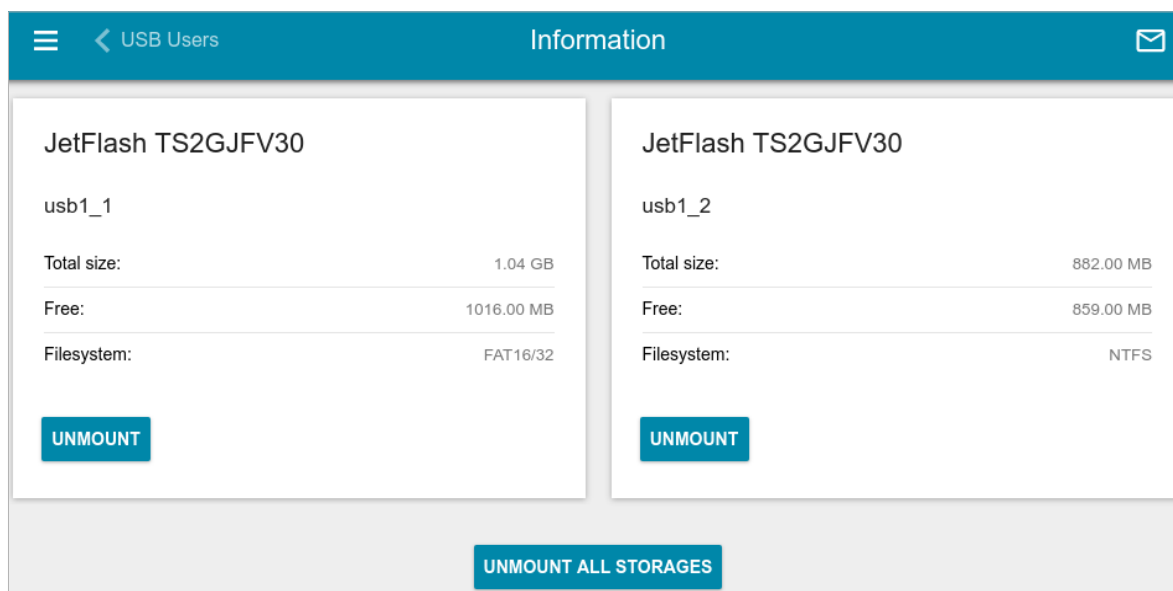 USB Users
Information
JetFlash TS2GJFV30
usb1_1
Total size: 1.04 GB
Free: 1016.00 MB
Filesystem: FAT16/32
UNMOUNT
JetFlash TS2GJFV30
usb1_2
Total size: 882.00 MB
Free: 859.00 MB
Filesystem: NTFS
UNMOUNT
UNMOUNT ALL STORAGES